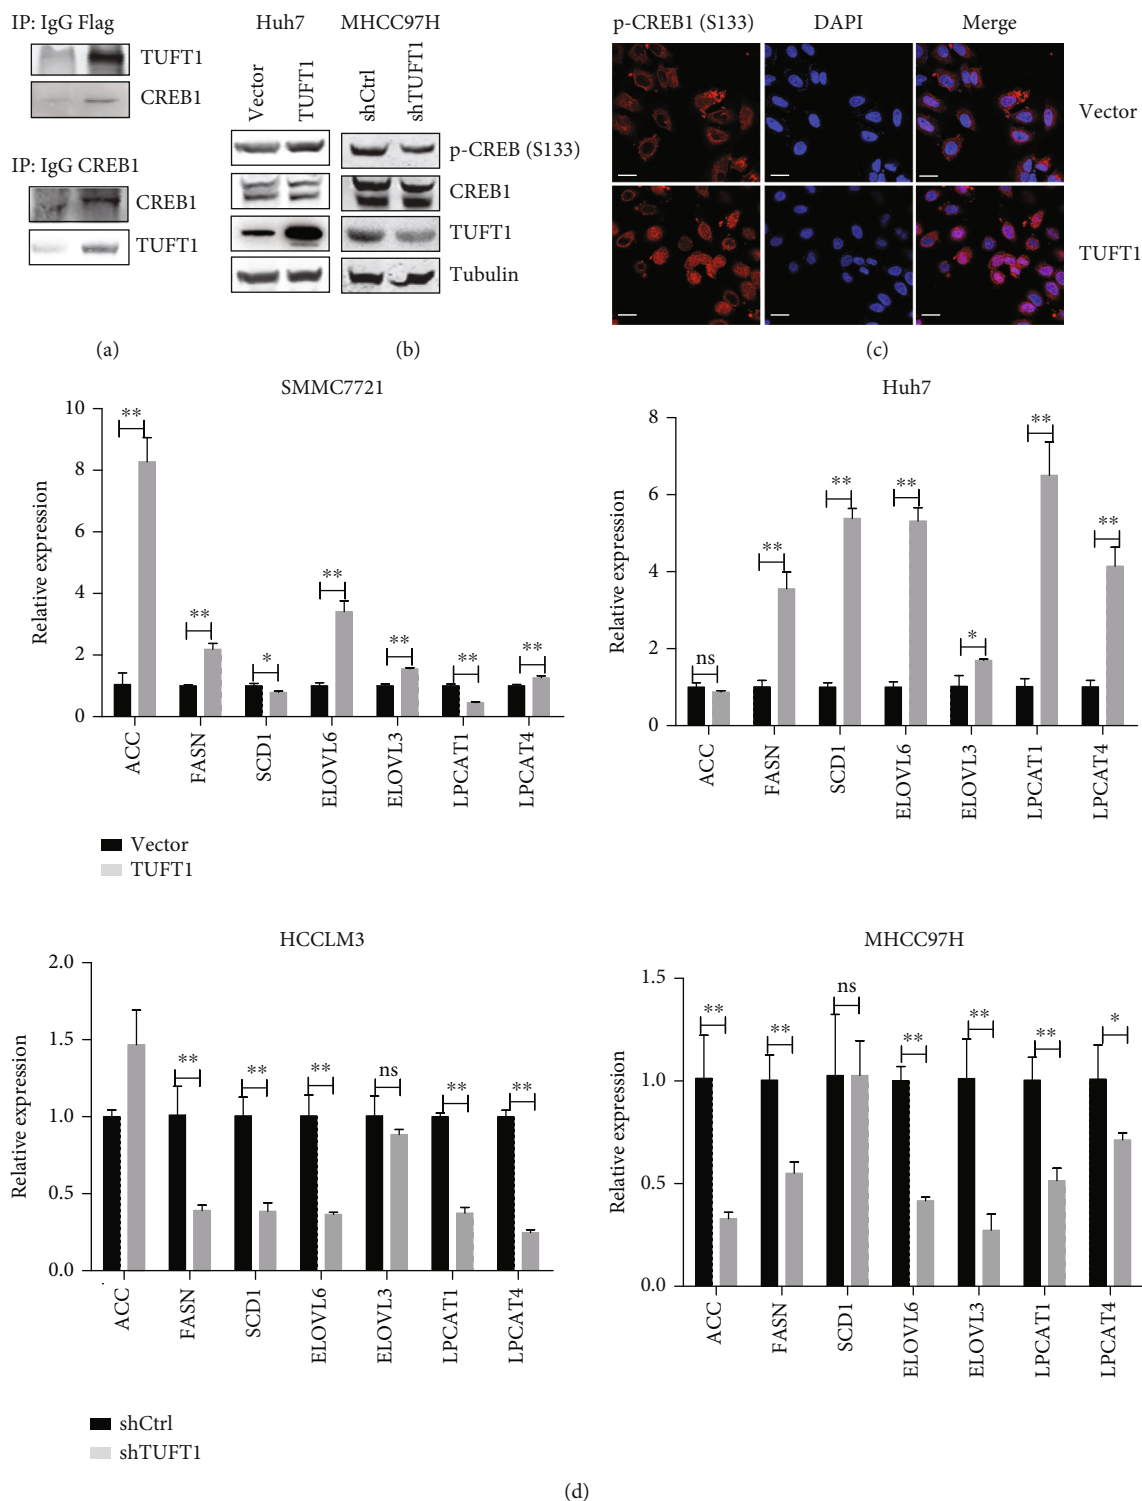 IP: IgG Flag
TUFT1
CREB1
IP: IgG CREB1
CREB1
TUFT1
(a)
Huh7 MHCC97H
Vector
TUFT1
shCtrl
shTUFT1
p-CREB (S133)
CREB1
TUFT1
Tubulin
(b)
p-CREB1 (S133) DAPI Merge
Vector
TUFT1
(c)
SMMC7721
Relative expression
10
8
6
4
2
0
** ** * ** ** ** **
ACC
FASN
SCD1
ELOVL6
ELOVL3
LPCAT1
LPCAT4
Vector
TUFT1
Huh7
Relative expression
8
6
4
2
0
ns ** ** ** * ** **
ACC
FASN
SCD1
ELOVL6
ELOVL3
LPCAT1
LPCAT4
HCCLM3
Relative expression
2.0
1.5
1.0
0.5
0.0
** ** ** ns ** **
ACC
FASN
SCD1
ELOVL6
ELOVL3
LPCAT1
LPCAT4
shCtrl
shTUFT1
MHCC97H
Relative expression
1.5
1.0
0.5
0.0
** ** ns ** ** ** *
ACC
FASN
SCD1
ELOVL6
ELOVL3
LPCAT1
LPCAT4
(d)